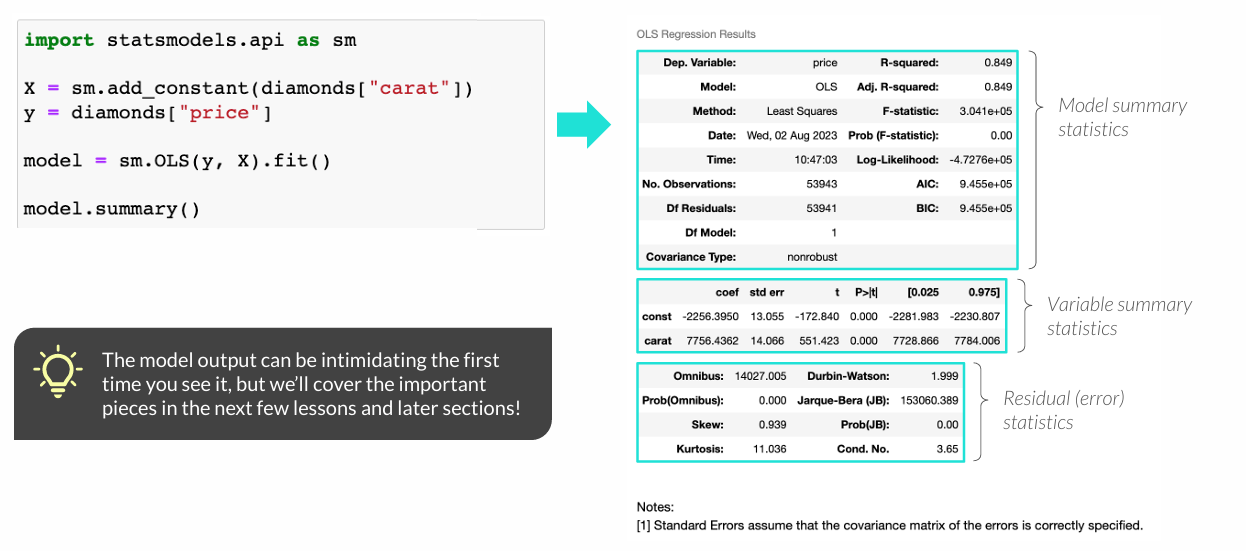 import statsmodels.api as sm
X = sm.add_constant(diamonds["carat"])
y = diamonds["price"]
model = sm.OLS(y, X).fit()
model.summary()
The model output can be intimidating the first
time you see it, but we'll cover the important
pieces in the next few lessons and later sections!
OLS Regression Results
Dep. Variable: price R-squared: 0.849
Model: OLS Adj. R-squared: 0.849
Method: Least Squares F-statistic: 3.041e+05
Date: Wed, 02 Aug 2023 Prob (F-statistic): 0.00
Time: 10:47:03 Log-Likelihood: -4.7276e+05
No. Observations: 53943 AIC: 9.455e+05
Df Residuals: 53941 BIC: 9.455e+05
Df Model: 1
Covariance Type: nonrobust
Model summary
statistics
coef std err t P>|t| [0.025 0.975]
const -2256.3950 13.055 -172.840 0.000 -2281.983 -2230.807
carat 7756.4362 14.066 551.423 0.000 7728.866 7784.006
Variable summary
statistics
Omnibus: 14027.005 Durbin-Watson: 1.999
Prob(Omnibus): 0.000 Jarque-Bera (JB): 153060.389
Skew: 0.939 Prob(JB): 0.00
Kurtosis: 11.036 Cond. No. 3.65
Residual (error)
statistics
Notes:
[1] Standard Errors assume that the covariance matrix of the errors is correctly specified.